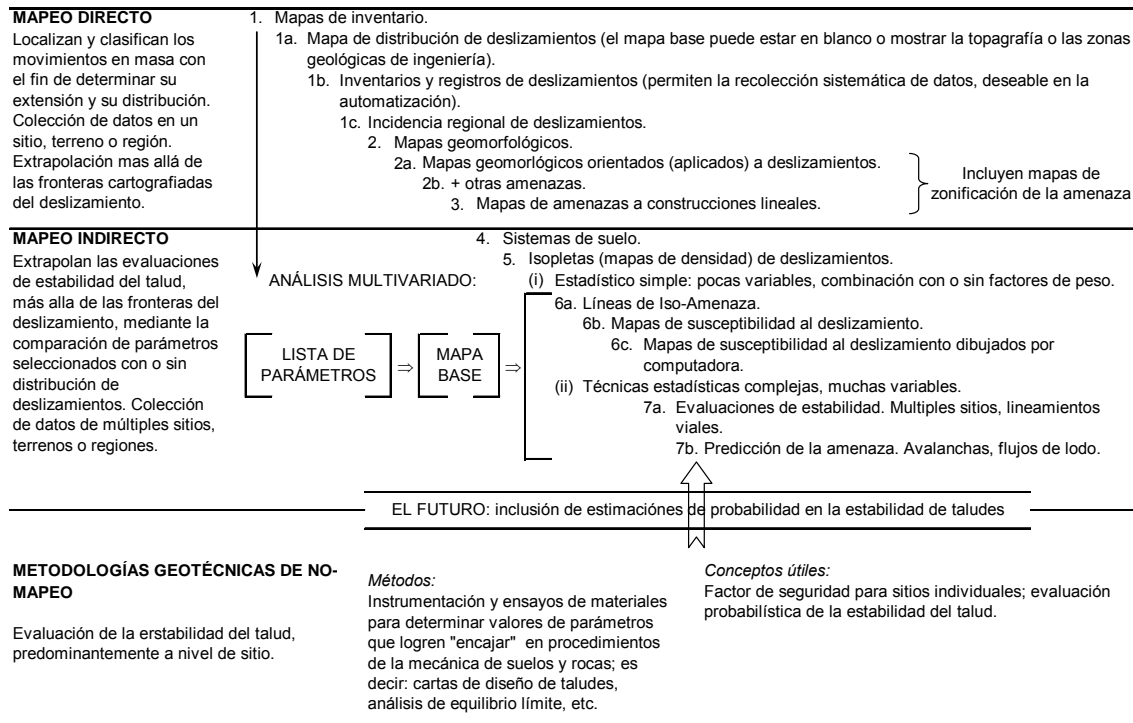 MAPEO DIRECTO
Localizan y clasifican los
movimientos en masa con
el fin de determinar su
extensión y su distribución.
Colección de datos en un
sitio, terreno o región.
Extrapolación mas allá de
las fronteras cartografiadas
del deslizamiento.
1. Mapas de inventario.
1a. Mapa de distribución de deslizamientos (el mapa base puede estar en blanco o mostrar la topagrafía o las zonas
geológicas de ingeniería).
1b. Inventarios y registros de deslizamientos (permiten la recolección sistemática de datos, deseable en la
automatización).
1c. Incidencia regional de deslizamientos.
2. Mapas geomorfológicos.
2a. Mapas geomorlógicos orientados (aplicados) a deslizamientos.
2b. + otras amenazas.
3. Mapas de amenazas a construcciones lineales.
Incluyen mapas de
zonificación de la amenaza
MAPEO INDIRECTO
Extrapolan las evaluaciones
de estabilidad del talud,
más alla de las fronteras del
deslizamiento, mediante la
comparación de parámetros
seleccionados con o sin
distribución de
deslizamientos. Colección
de datos de múltiples sitios,
terrenos o regiones.
4. Sistemas de suelo.
5. Isopletas (mapas de densidad) de deslizamientos.
ANÁLISIS MULTIVARIADO:
(i) Estadístico simple: pocas variables, combinación con o sin factores de peso.
6a. Líneas de Iso-Amenaza.
6b. Mapas de susceptibilidad al deslizamiento.
6c. Mapas de susceptibilidad al deslizamiento dibujados por
computadora.
LISTA DE
PARÁMETROS
⇒
MAPA
BASE
⇒
(ii) Técnicas estadísticas complejas, muchas variables.
7a. Evaluaciones de estabilidad. Multiples sitios, lineamientos
viales.
7b. Predicción de la amenaza. Avalanchas, flujos de lodo.
EL FUTURO: inclusión de estimaciónes de probabilidad en la estabilidad de taludes
METODOLOGÍAS GEOTÉCNICAS DE NO-
MAPEO
Evaluación de la erstabilidad del talud,
predominantemente a nivel de sitio.
Métodos:
Instrumentación y ensayos de materiales
para determinar valores de parámetros
que logren "encajar" en procedimientos
de la mecánica de suelos y rocas; es
decir: cartas de diseño de taludes,
análisis de equilibrio límite, etc.
Conceptos útiles:
Factor de seguridad para sitios individuales; evaluación
probabilística de la estabilidad del talud.